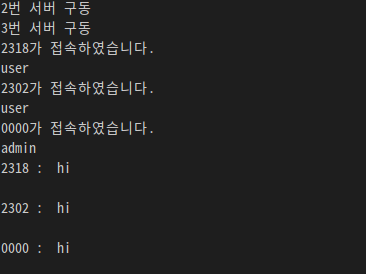 2번 서버 구동
3번 서버 구동
2318가 접속하였습니다.
user
2302가 접속하였습니다.
user
0000가 접속하였습니다.
admin
2318 :  hi
2302 :  hi
0000 :  hi